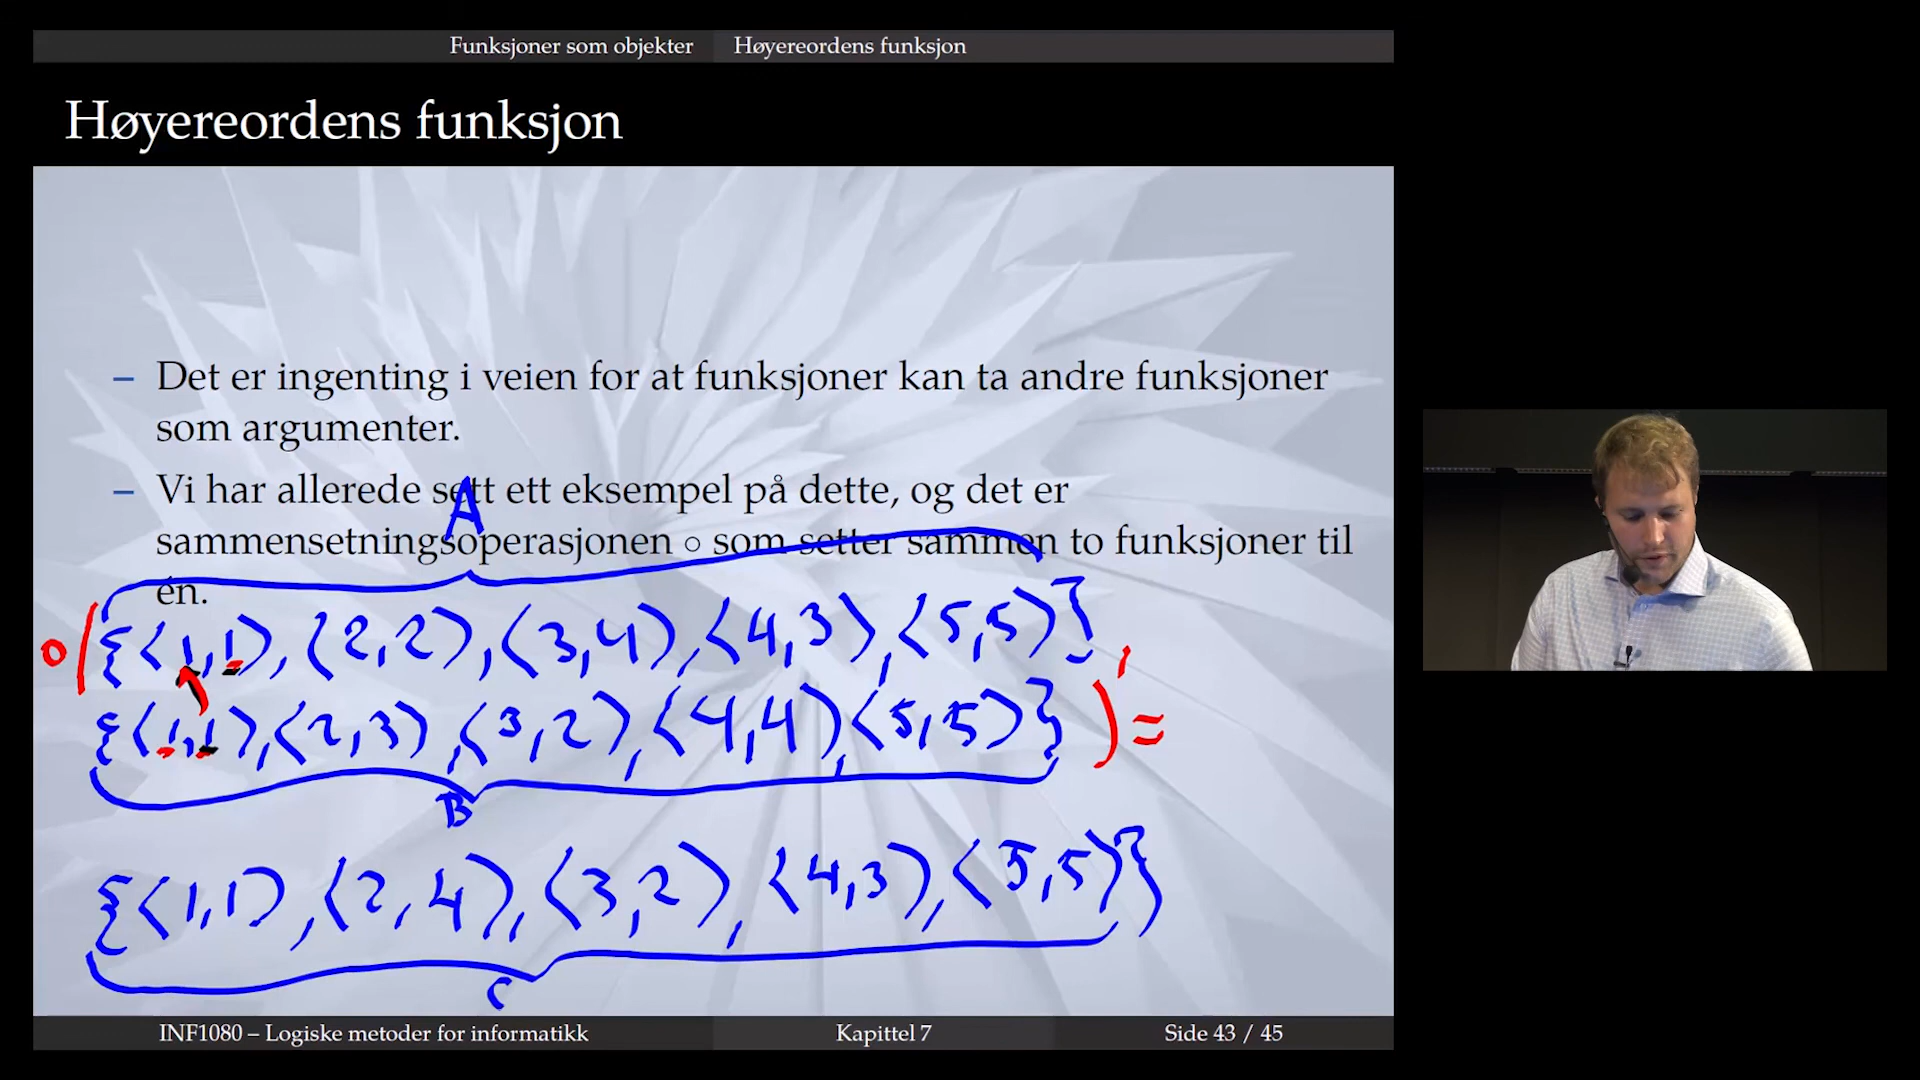 Funksjoner som objekter Høyereordens funksjon
Høyereordens funksjon
– Det er ingenting i veien for at funksjoner kan ta andre funksjoner
som argumenter.
– Vi har allerede sett ett eksempel på dette, og det er
A
sammensetningsoperasjonen ∘ som setter sammen to funksjoner til
én.
o({⟨1,1⟩,⟨2,2⟩,⟨3,4⟩,⟨4,3⟩,⟨5,5⟩},
{⟨1,1⟩,⟨2,3⟩,⟨3,2⟩,⟨4,4⟩,⟨5,5⟩})=
B
{⟨1,1⟩,⟨2,4⟩,⟨3,2⟩,⟨4,3⟩,⟨5,5⟩}
C
INF1080 – Logiske metoder for informatikk Kapittel 7 Side 43 / 45